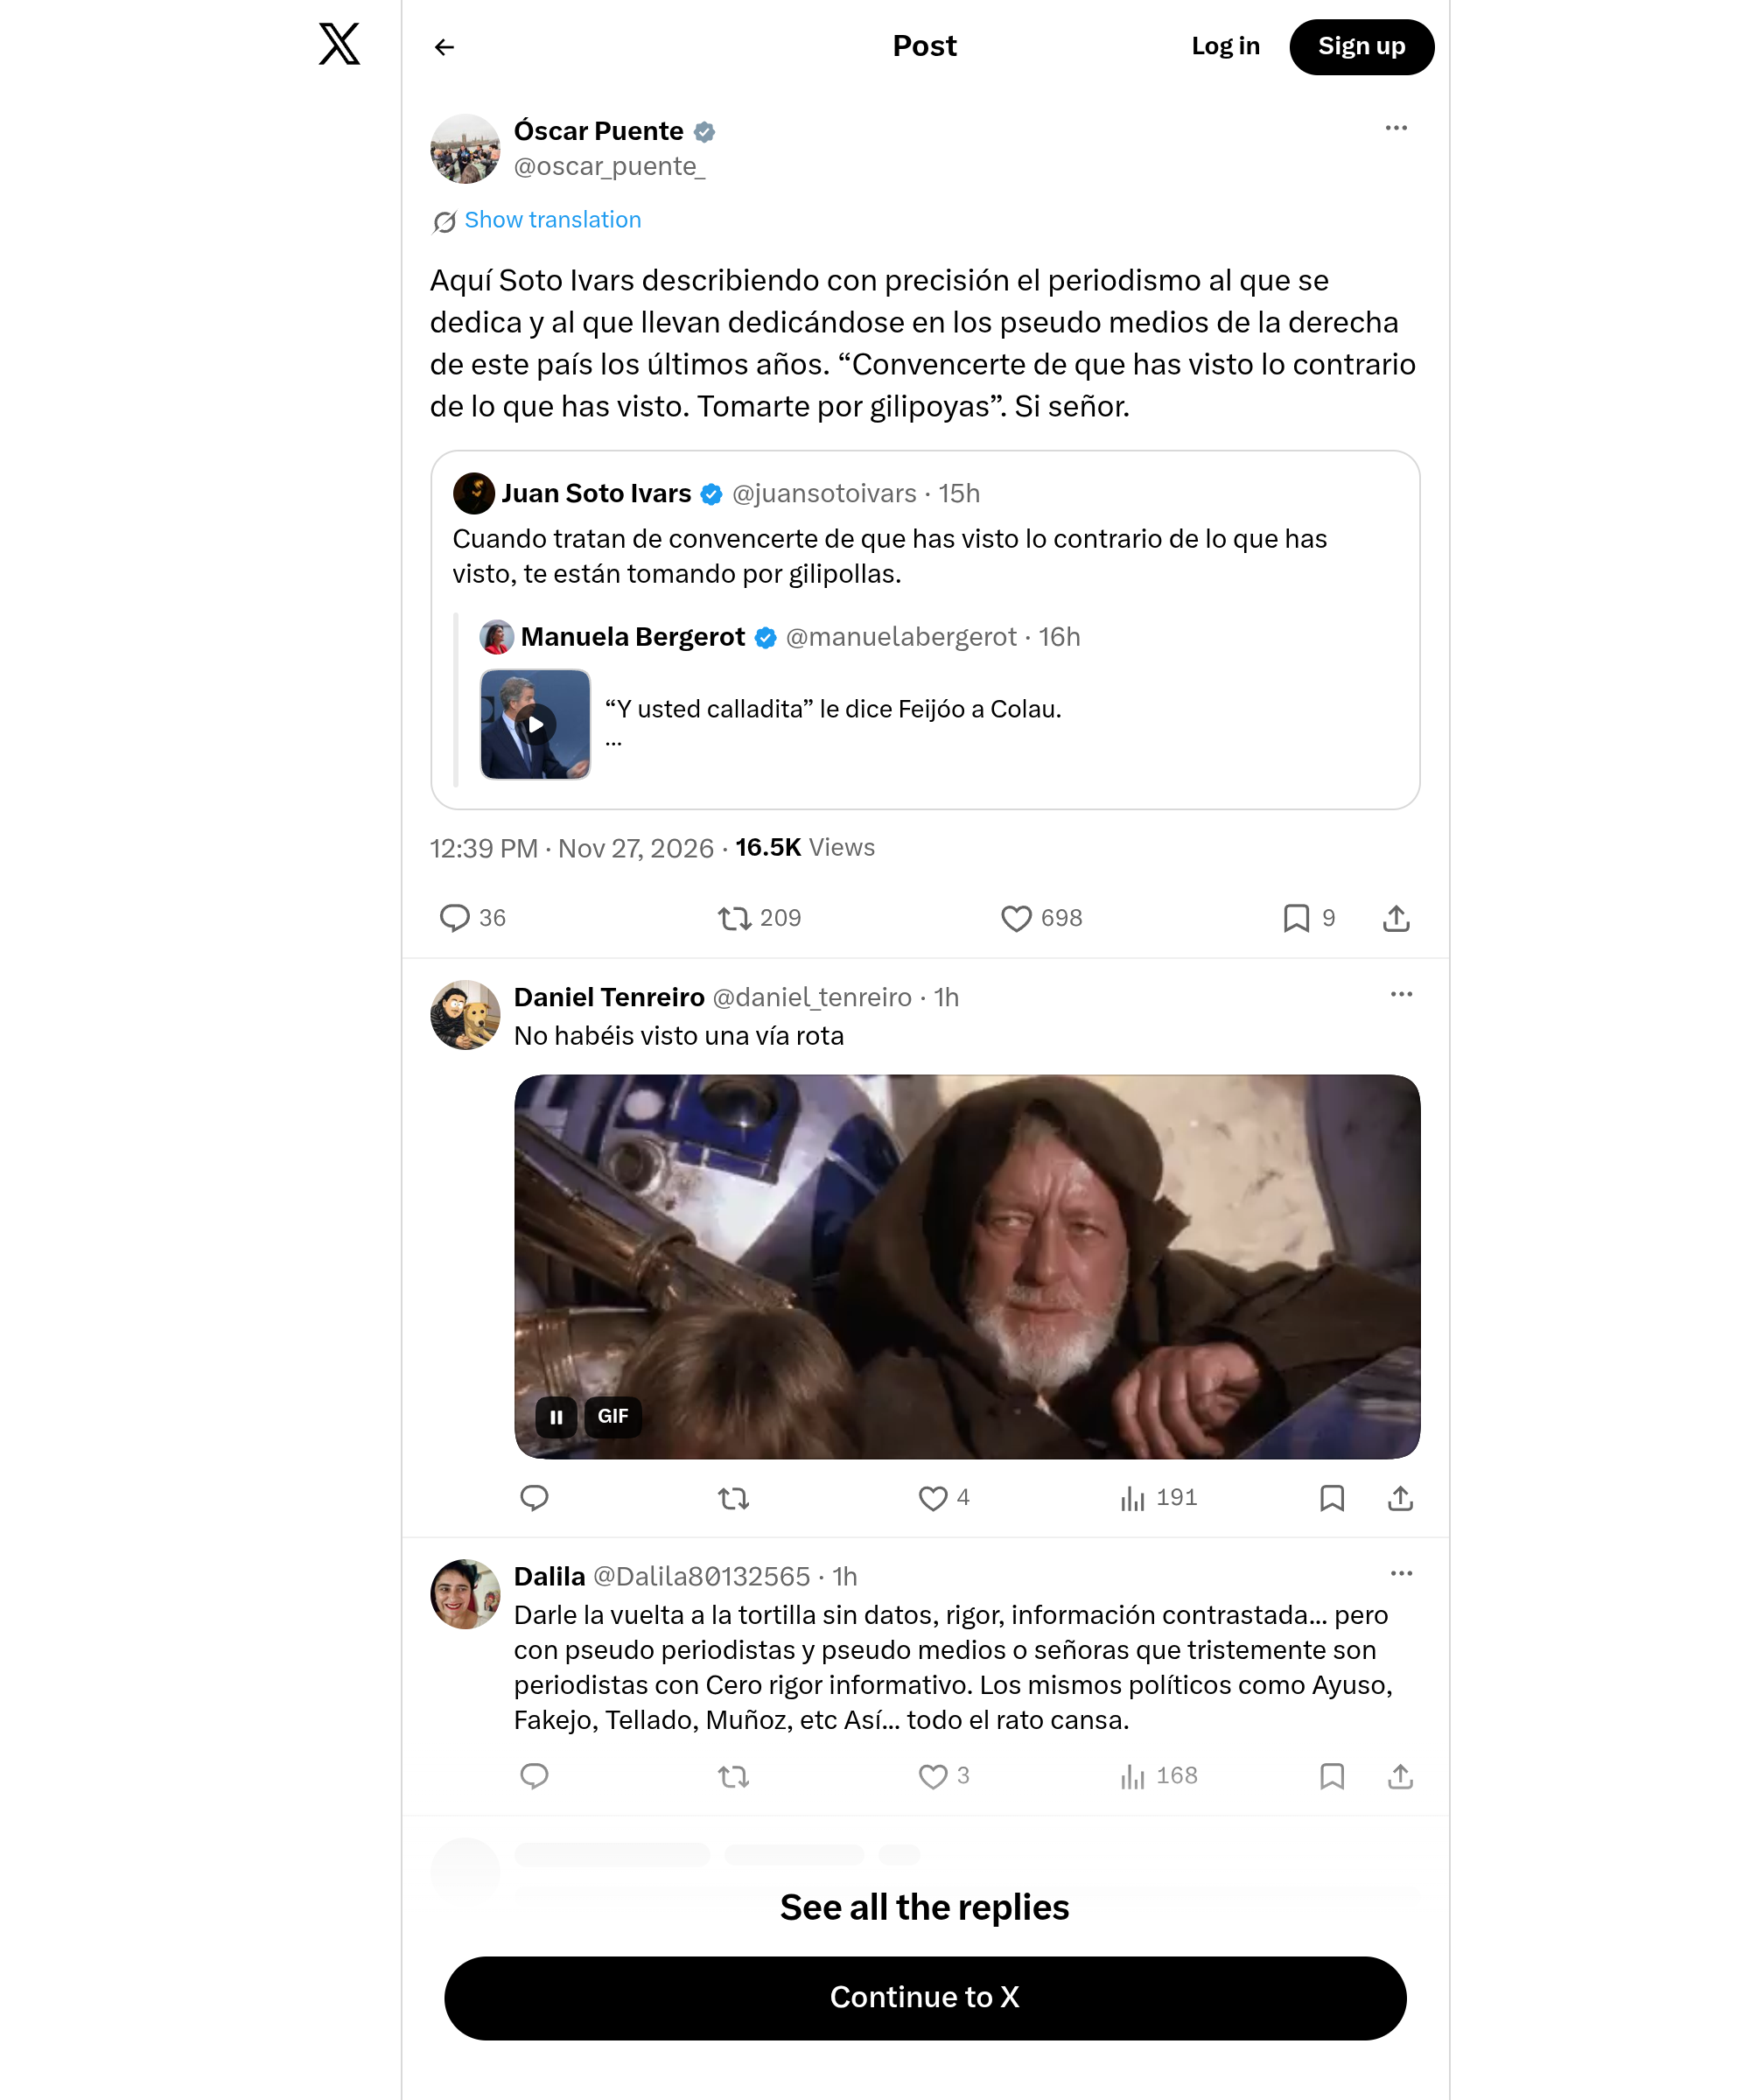 Post
Log in
Sign up
Óscar Puente
@oscar_puente_
Show translation
Aquí Soto Ivars describiendo con precisión el periodismo al que se
dedica y al que llevan dedicándose en los pseudo medios de la derecha
de este país los últimos años. “Convencerte de que has visto lo contrario
de lo que has visto. Tomarte por gilipoyas”. Si señor.
Juan Soto Ivars @juansotoivars · 15h
Cuando tratan de convencerte de que has visto lo contrario de lo que has
visto, te están tomando por gilipollas.
Manuela Bergerot @manuelabergerot · 16h
“Y usted calladita” le dice Feijóo a Colau.
...
12:39 PM · Nov 27, 2026 · 16.5K Views
36 209 698 9
Daniel Tenreiro @daniel_tenreiro · 1h
No habéis visto una vía rota
GIF
4 191
Dalila @Dalila80132565 · 1h
Darle la vuelta a la tortilla sin datos, rigor, información contrastada... pero
con pseudo periodistas y pseudo medios o señoras que tristemente son
periodistas con Cero rigor informativo. Los mismos políticos como Ayuso,
Fakejo, Tellado, Muñoz, etc Así... todo el rato cansa.
3 168
See all the replies
Continue to X